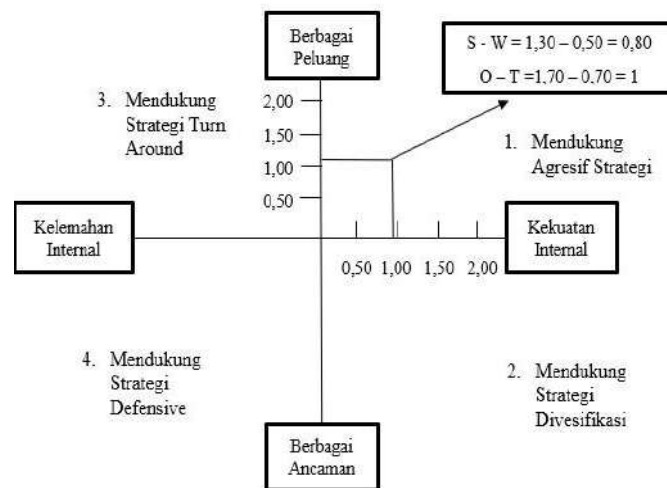 Berbagai
Peluang
S - W = 1,30 – 0,50 = 0,80
O – T = 1,70 – 0,70 = 1
3. Mendukung
Strategi Turn
Around
2,00
1,50
1,00
0,50
1. Mendukung
Agresif Strategi
Kelemahan
Internal
Kekuatan
Internal
0,50 1,00 1,50 2,00
4. Mendukung
Strategi
Defensive
2. Mendukung
Strategi
Divesifikasi
Berbagai
Ancaman